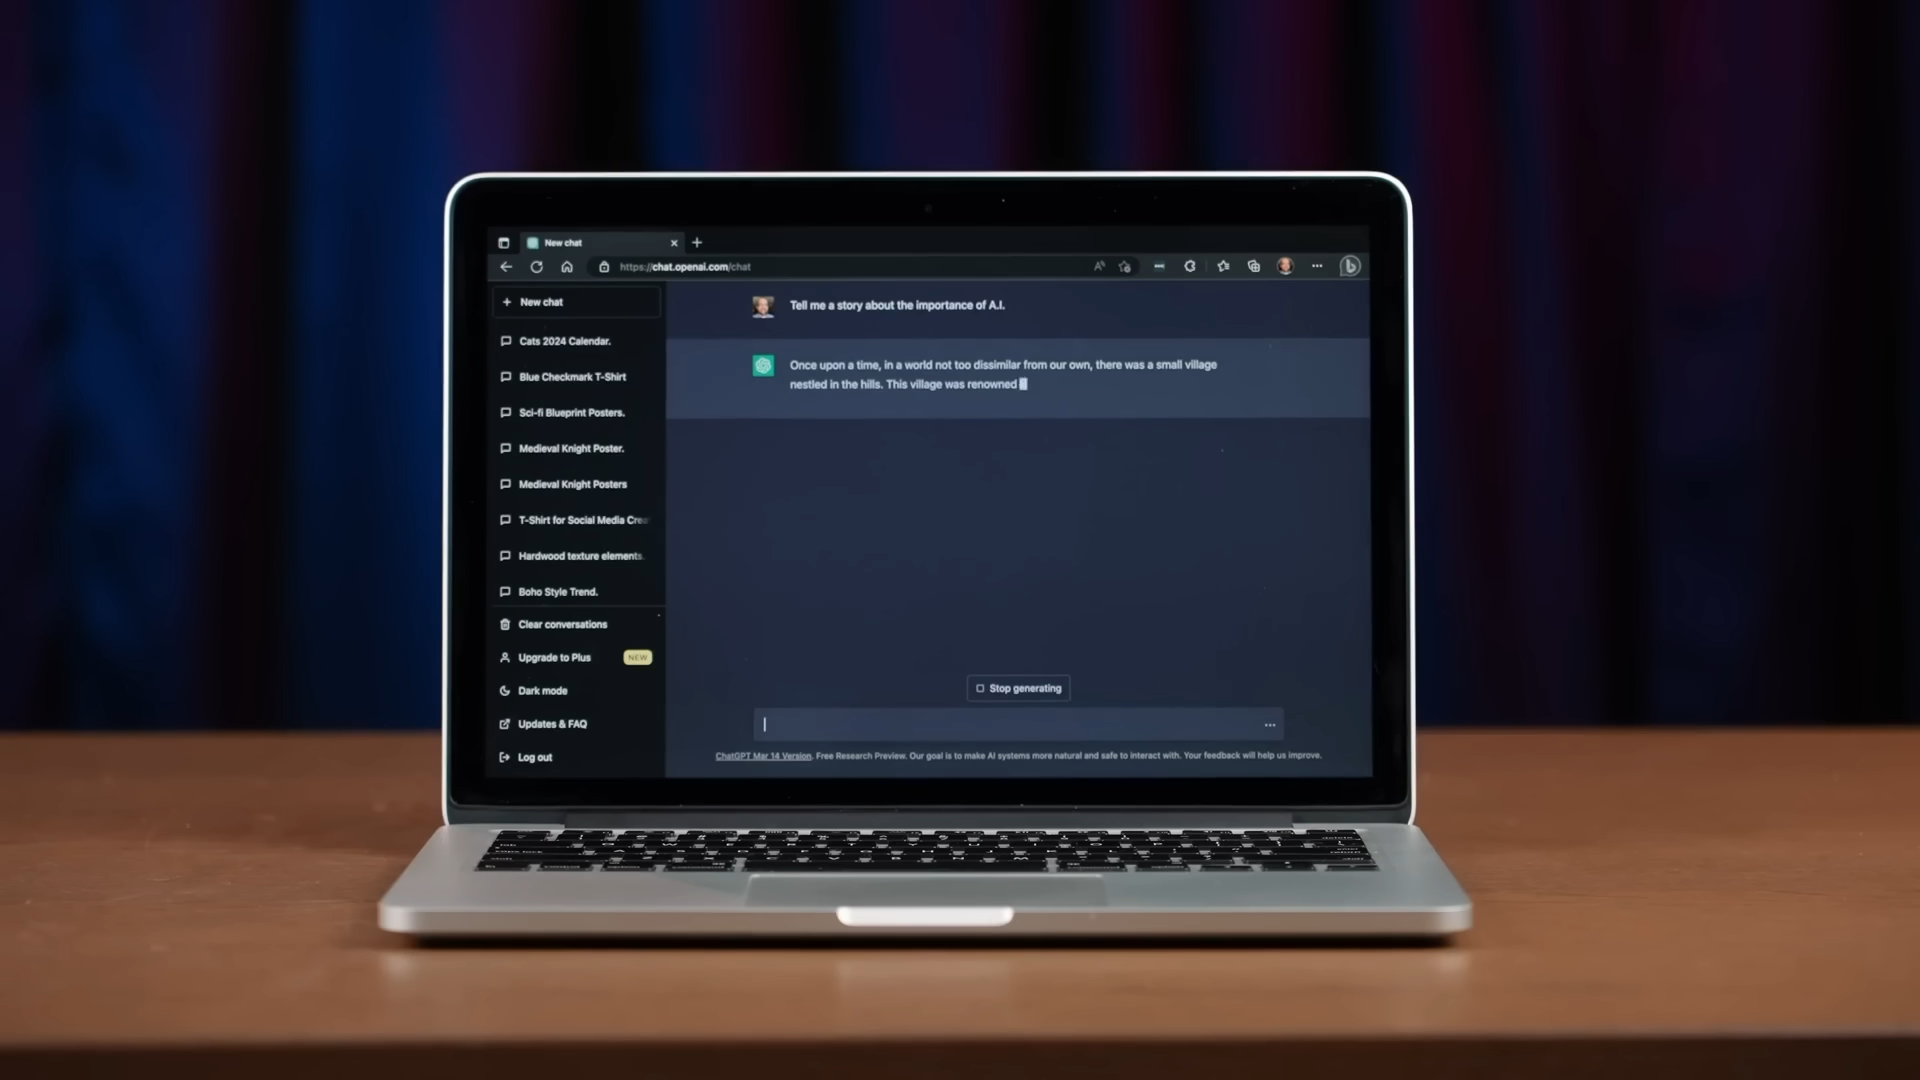 New chat
https://chat.openai.com/chat
New chat
Cats 2024 Calendar.
Blue Checkmark T-Shirt
Sci-fi Blueprint Posters.
Medieval Knight Poster.
Medieval Knight Posters
T-Shirt for Social Media Crea
Hardwood texture elements.
Boho Style Trend.
Clear conversations
Upgrade to Plus NEW
Dark mode
Updates & FAQ
Log out
Tell me a story about the importance of A.I.
Once upon a time, in a world not too dissimilar from our own, there was a small village
nestled in the hills. This village was renowned
Stop generating
ChatGPT Mar 14 Version. Free Research Preview. Our goal is to make AI systems more natural and safe to interact with. Your feedback will help us improve.